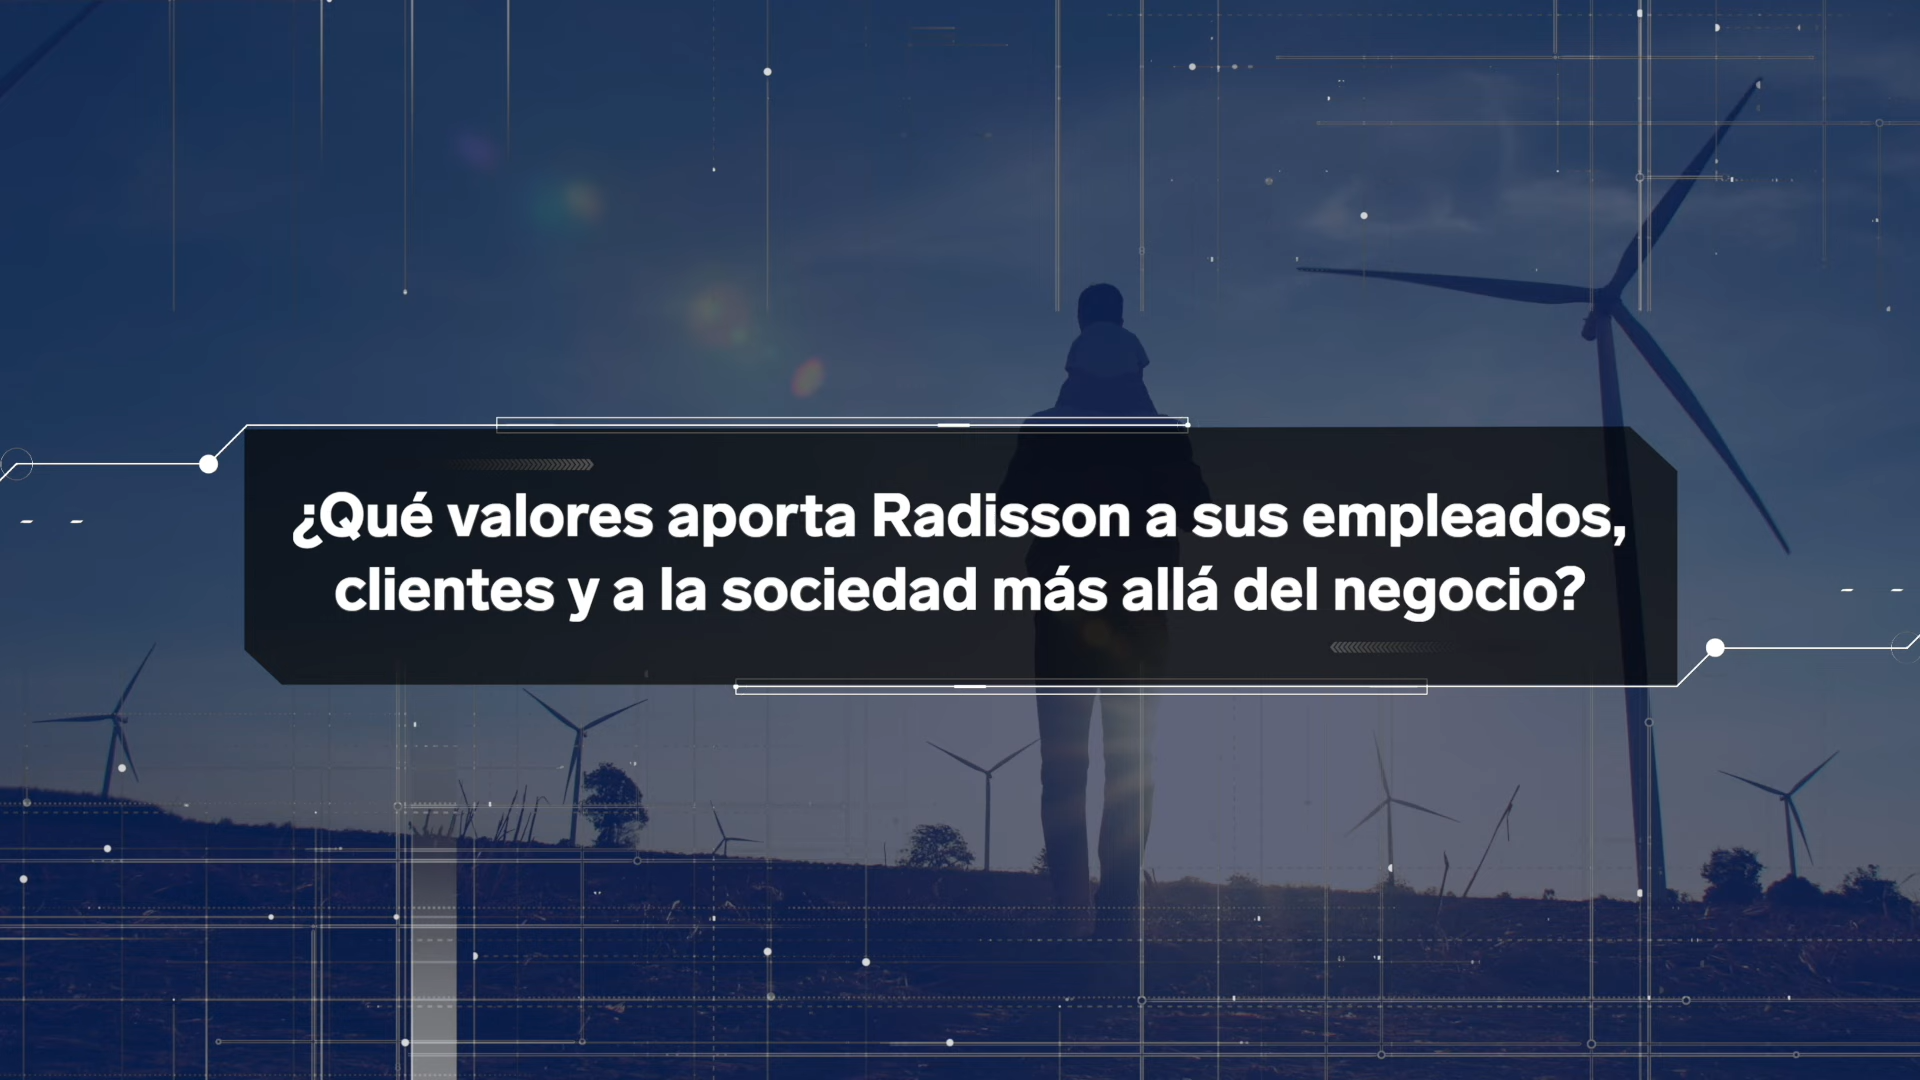 ¿Qué valores aporta Radisson a sus empleados,
clientes y a la sociedad más allá del negocio?